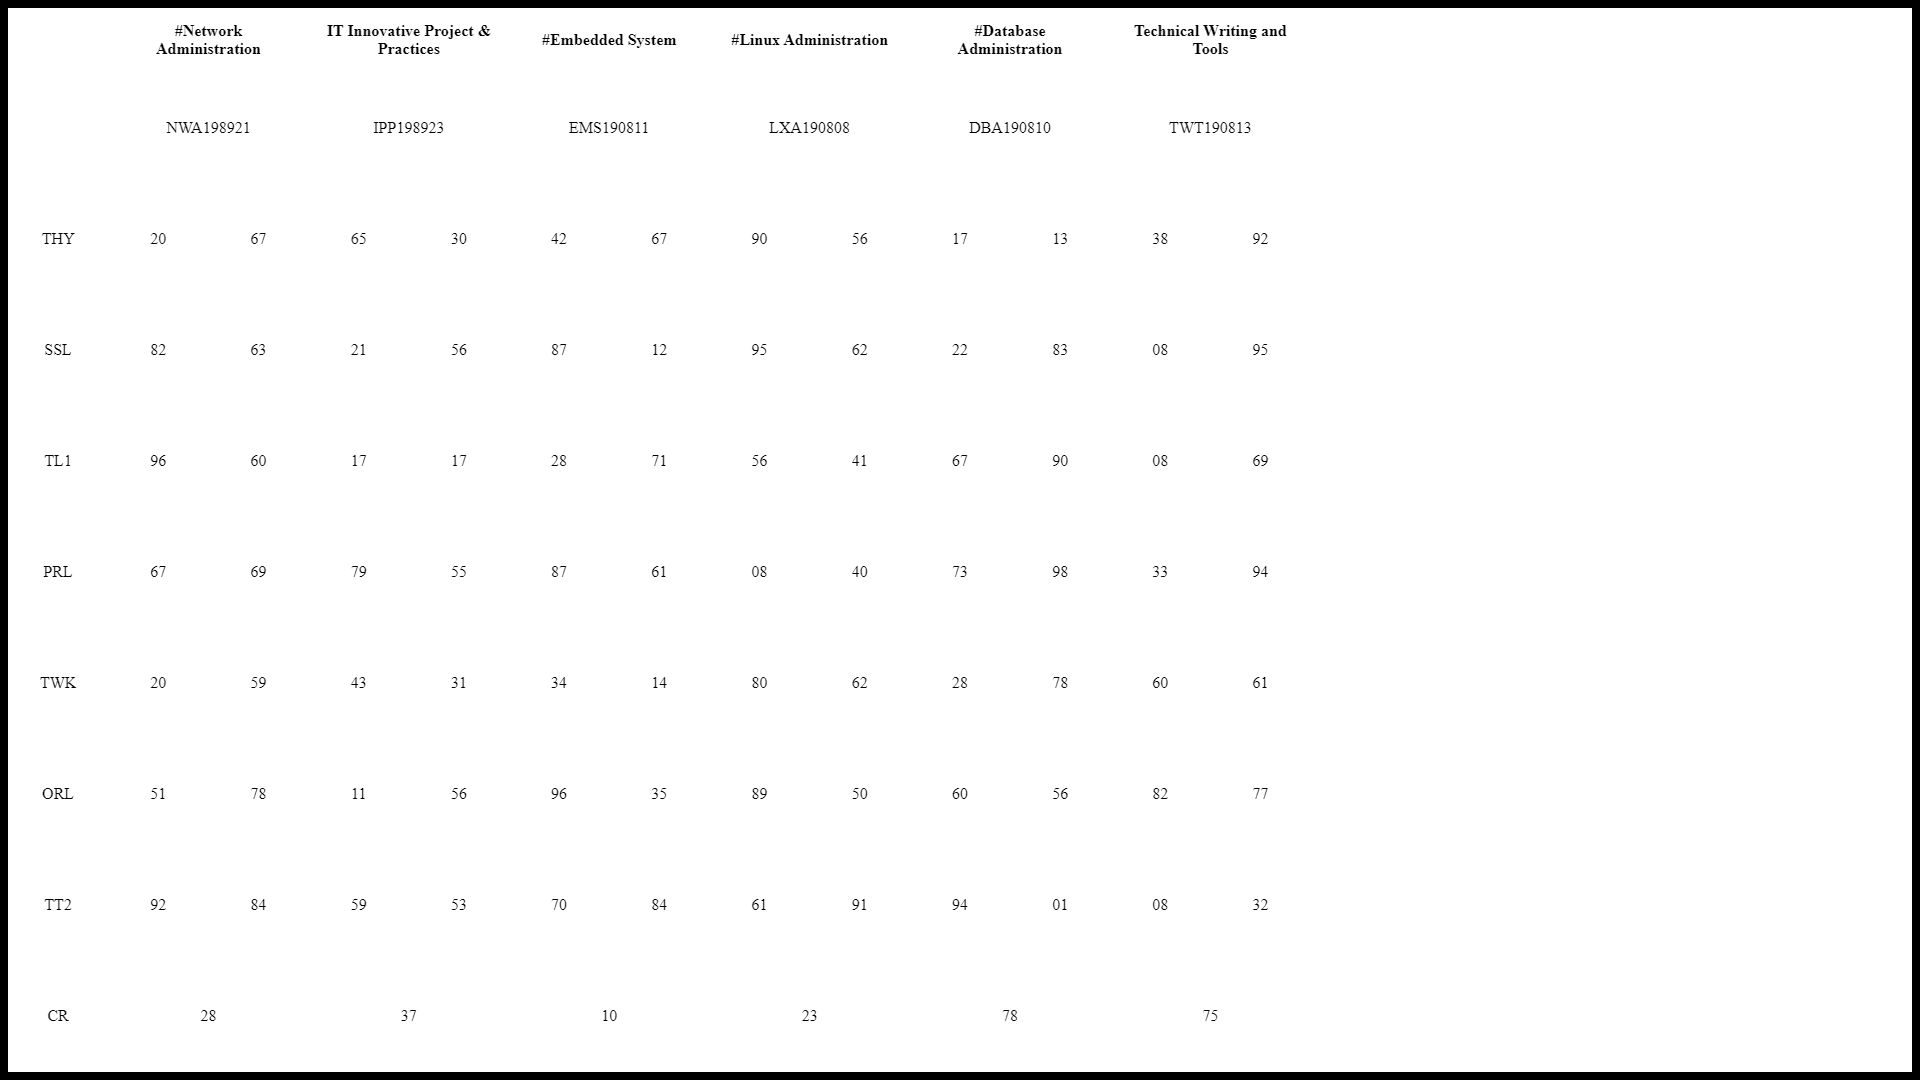 #Network Administration IT Innovative Project & Practices #Embedded System #Linux Administration #Database Administration Technical Writing and Tools
NWA198921 IPP198923 EMS190811 LXA190808 DBA190810 TWT190813
THY 20 67 65 30 42 67 90 56 17 13 38 92
SSL 82 63 21 56 87 12 95 62 22 83 08 95
TL1 96 60 17 17 28 71 56 41 67 90 08 69
PRL 67 69 79 55 87 61 08 40 73 98 33 94
TWK 20 59 43 31 34 14 80 62 28 78 60 61
ORL 51 78 11 56 96 35 89 50 60 56 82 77
TT2 92 84 59 53 70 84 61 91 94 01 08 32
CR 28 37 10 23 78 75